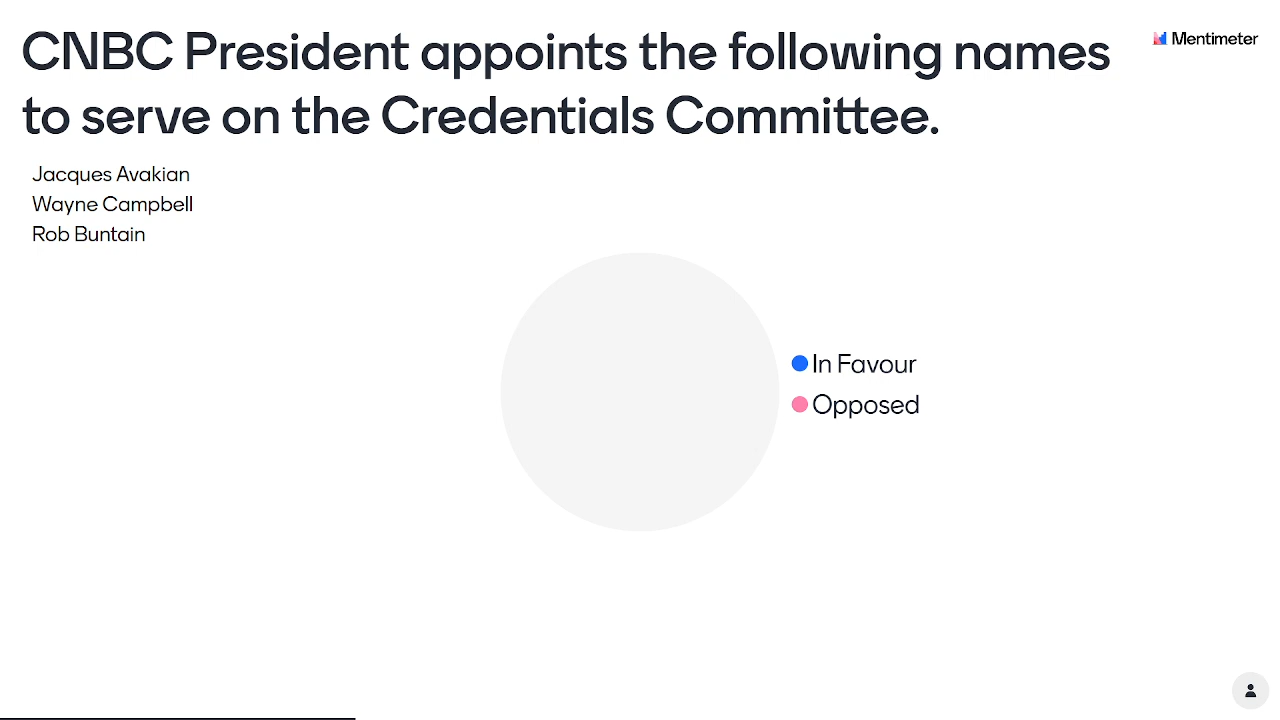 CNBC President appoints the following names
to serve on the Credentials Committee.
Mentimeter
Jacques Avakian
Wayne Campbell
Rob Buntain
In Favour
Opposed